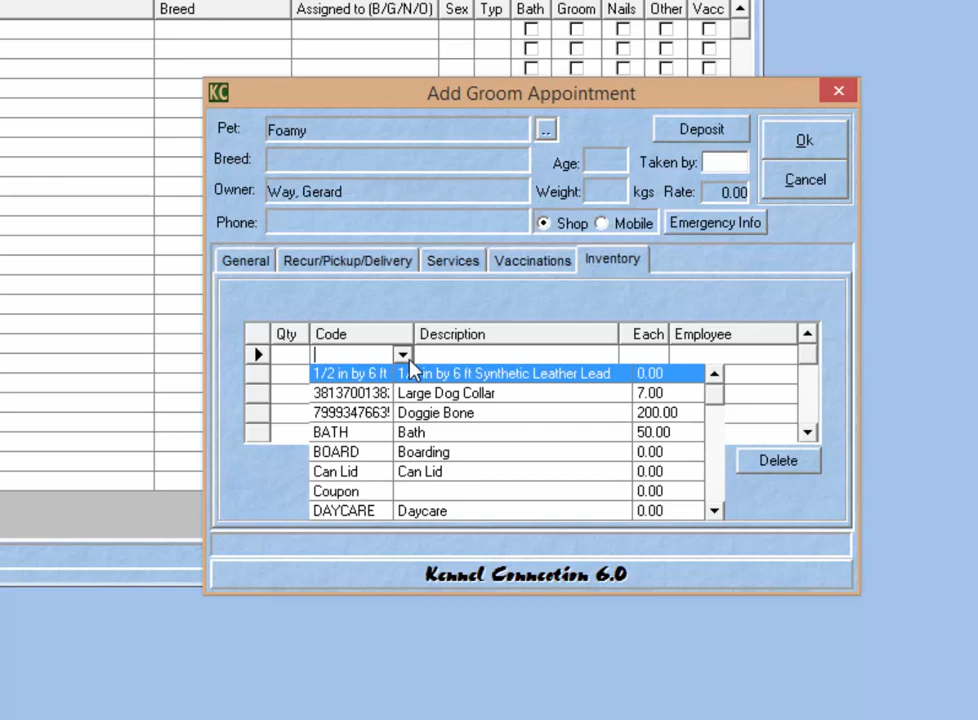 Breed Assigned to (B/G/N/O) Sex Typ Bath Groom Nails Other Vacc
KC Add Groom Appointment
Pet: Foamy .. Deposit Ok
Breed: Age: Taken by:
Owner: Way, Gerard Weight: kgs Rate: 0.00 Cancel
Phone: Shop Mobile Emergency Info
General Recur/Pickup/Delivery Services Vaccinations Inventory
Qty Code Description Each Employee
1/2 in by 6 ft in by 6 ft Synthetic Leather Lead 0.00
Large Dog Collar 7.00
Doggie Bone 200.00
BATH Bath 50.00
BOARD Boarding 0.00
Can Lid Can Lid 0.00
Coupon 0.00
DAYCARE Daycare 0.00
Delete
Kennel Connection 6.0